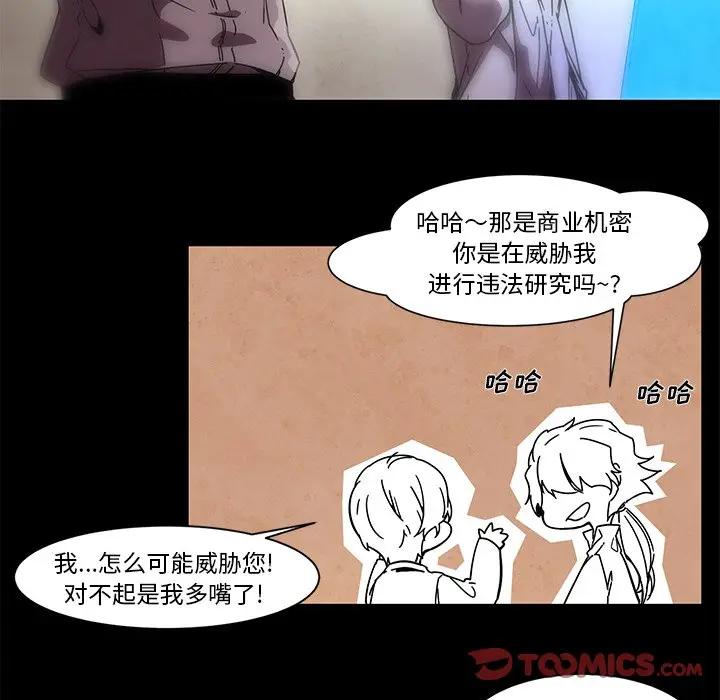 哈哈～那是商业机密
你是在威胁我
进行违法研究吗~?
哈哈
哈哈
我...怎么可能威胁您!
对不起是我多嘴了!
TOOMICS.COM